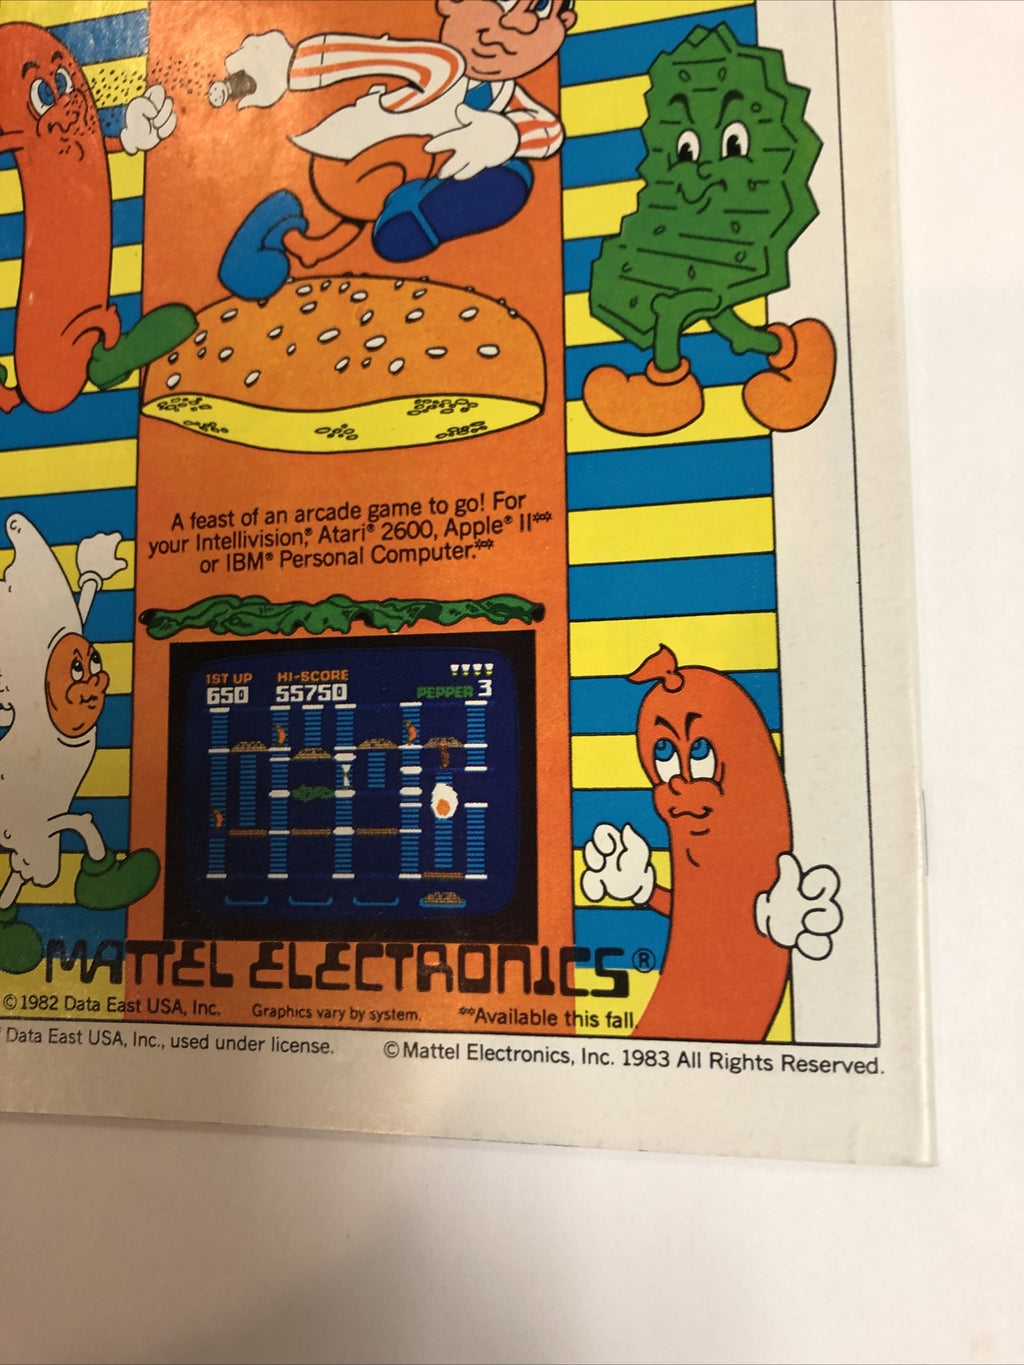 A feast of an arcade game to go! For
your Intellivision,® Atari® 2600, Apple® II**
or IBM® Personal Computer.**
1ST UP HI-SCORE
650 55750 PEPPER 3
MATTEL ELECTRONICS®
©1982 Data East USA, Inc. Graphics vary by system. **Available this fall.
Data East USA, Inc., used under license. ©Mattel Electronics, Inc. 1983 All Rights Reserved.